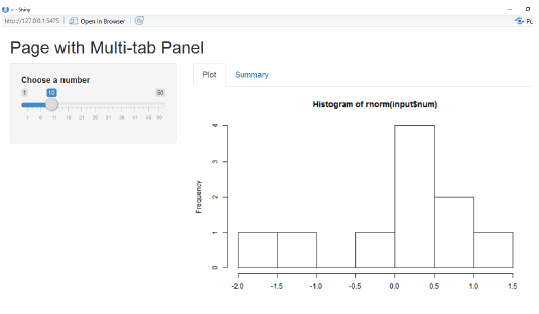 - Shiny
http://127.0.0.1:5475
Open in Browser
Page with Multi-tab Panel
Choose a number
1 10 50
1 6 11 16 21 26 31 36 41 46 50
Plot Summary
Histogram of rnorm(input$num)
Frequency
4
3
2
1
0
-2.0 -1.5 -1.0 -0.5 0.0 0.5 1.0 1.5